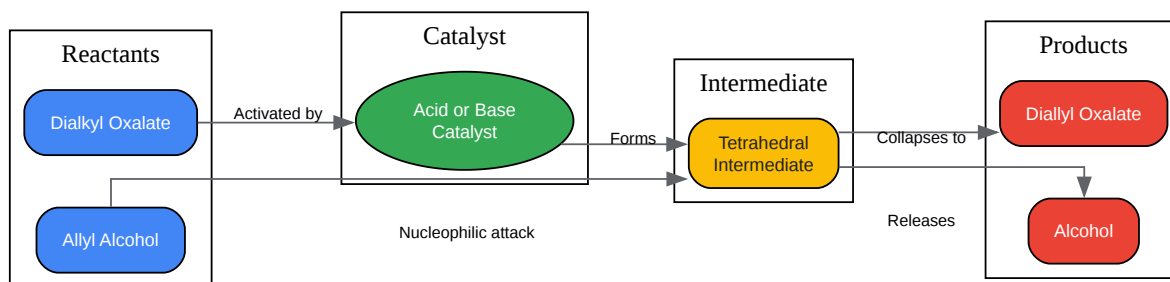 Reactants
Dialkyl Oxalate
Allyl Alcohol
Activated by
Catalyst
Acid or Base
Catalyst
Nucleophilic attack
Forms
Intermediate
Tetrahedral
Intermediate
Collapses to
Releases
Products
Diallyl Oxalate
Alcohol